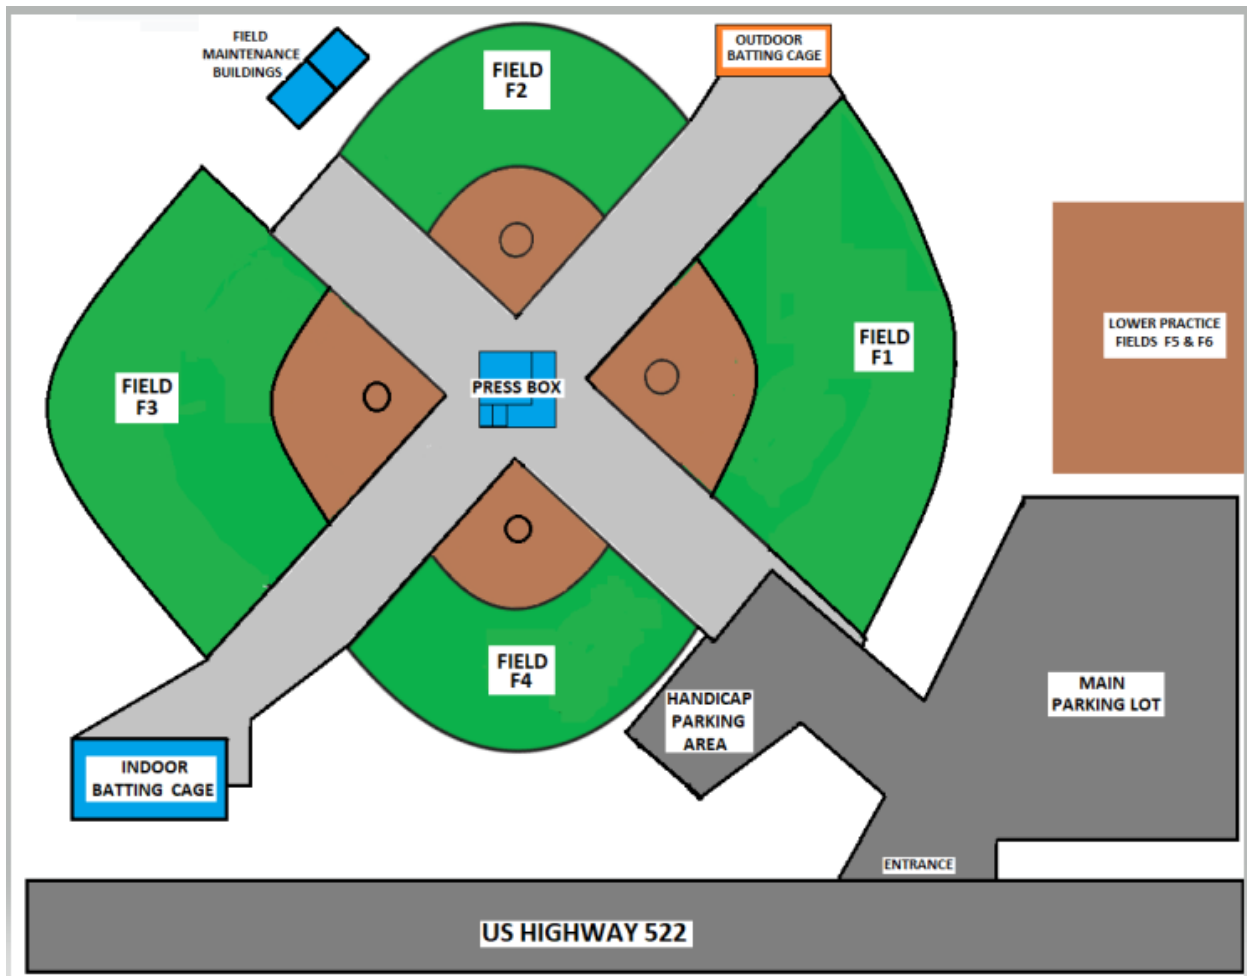 FIELD
MAINTENANCE
BUILDINGS
FIELD
F2
OUTDOOR
BATTING CAGE
LOWER PRACTICE
FIELDS F5 & F6
FIELD
F1
FIELD
F3
PRESS BOX
FIELD
F4
HANDICAP
PARKING
AREA
MAIN
PARKING LOT
INDOOR
BATTING CAGE
ENTRANCE
US HIGHWAY 522